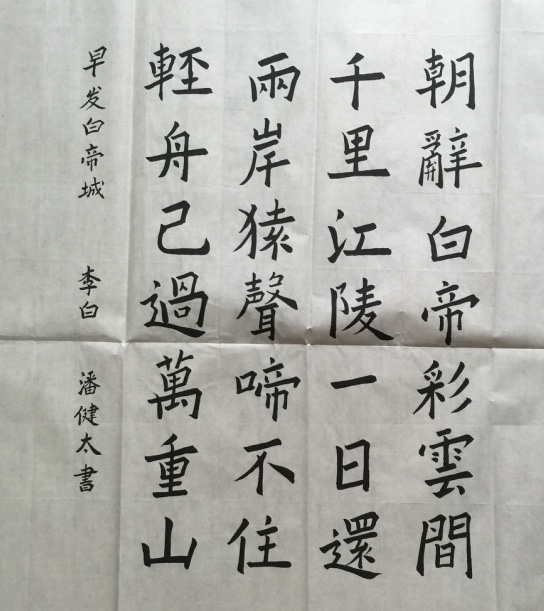 朝辭白帝彩雲間
千里江陵一日還
兩岸猿聲啼不住
輕舟己過萬重山
早发白帝城 李白 潘健太書